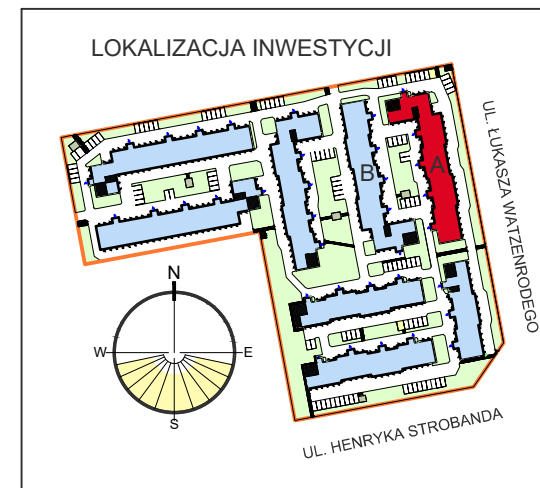 LOKALIZACJA INWESTYCJI
A
B
UL. ŁUKASZA WATZENRODEGO
N
W
E
S
UL. HENRYKA STROBANDA